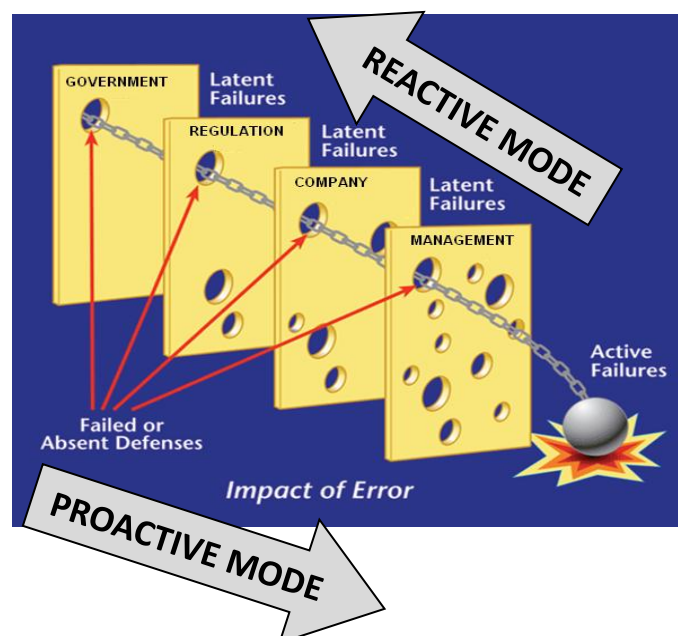 REACTIVE MODE
GOVERNMENT
Latent
Failures
REGULATION
Latent
Failures
COMPANY
Latent
Failures
MANAGEMENT
Active
Failures
Failed or
Absent Defenses
Impact of Error
PROACTIVE MODE